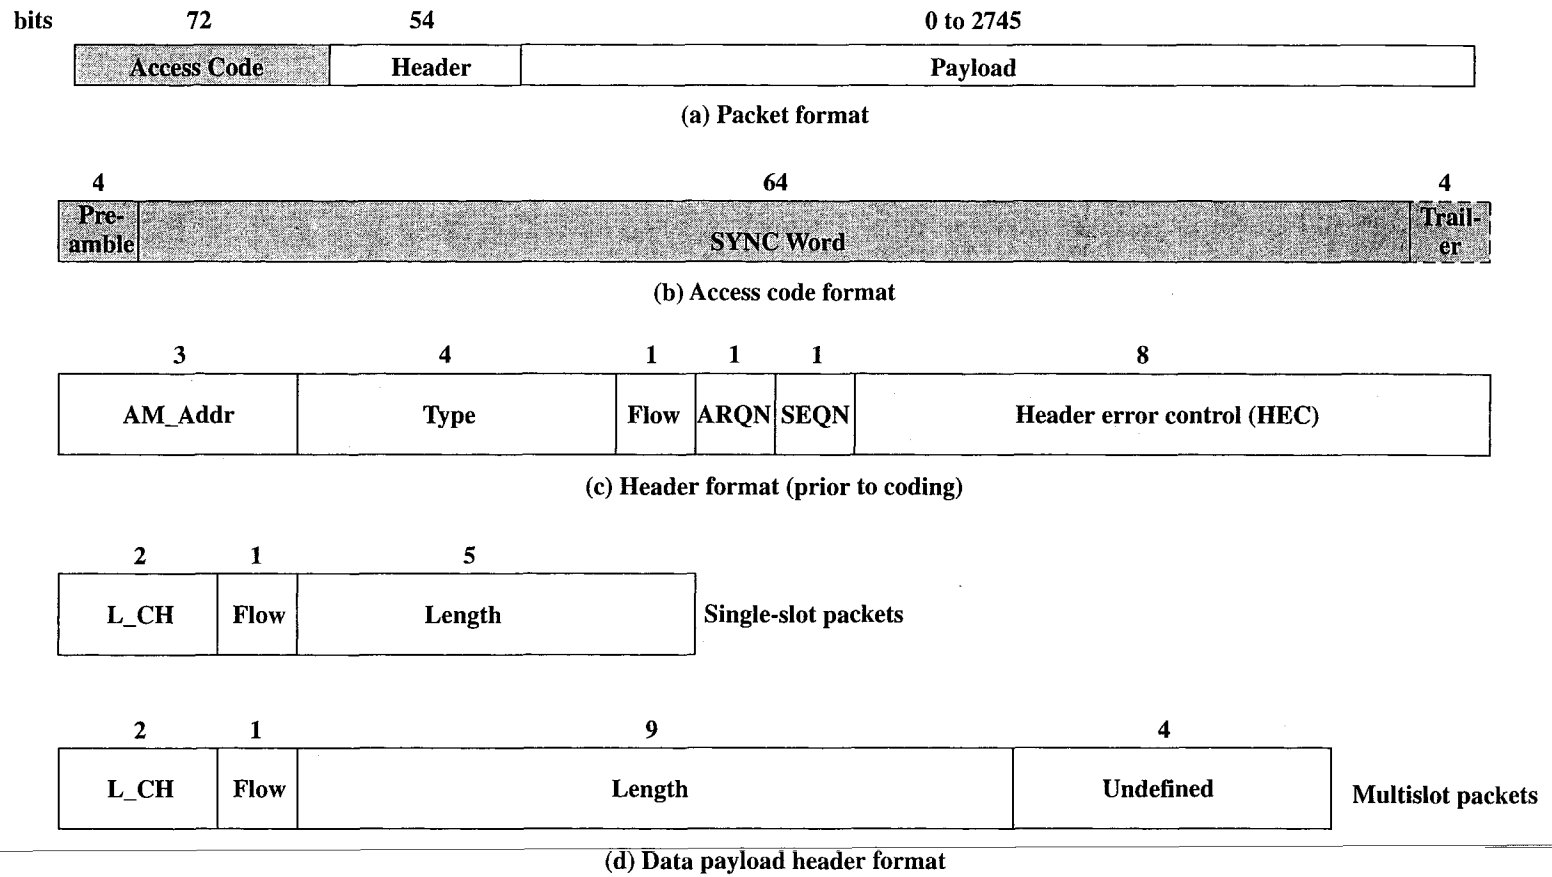 bits 72 54 0 to 2745
Access Code Header Payload
(a) Packet format
4 64 4
Pre-
amble SYNC Word Trail-
er
(b) Access code format
3 4 1 1 1 8
AM_Addr Type Flow ARQN SEQN Header error control (HEC)
(c) Header format (prior to coding)
2 1 5
L_CH Flow Length Single-slot packets
2 1 9 4
L_CH Flow Length Undefined Multislot packets
(d) Data payload header format